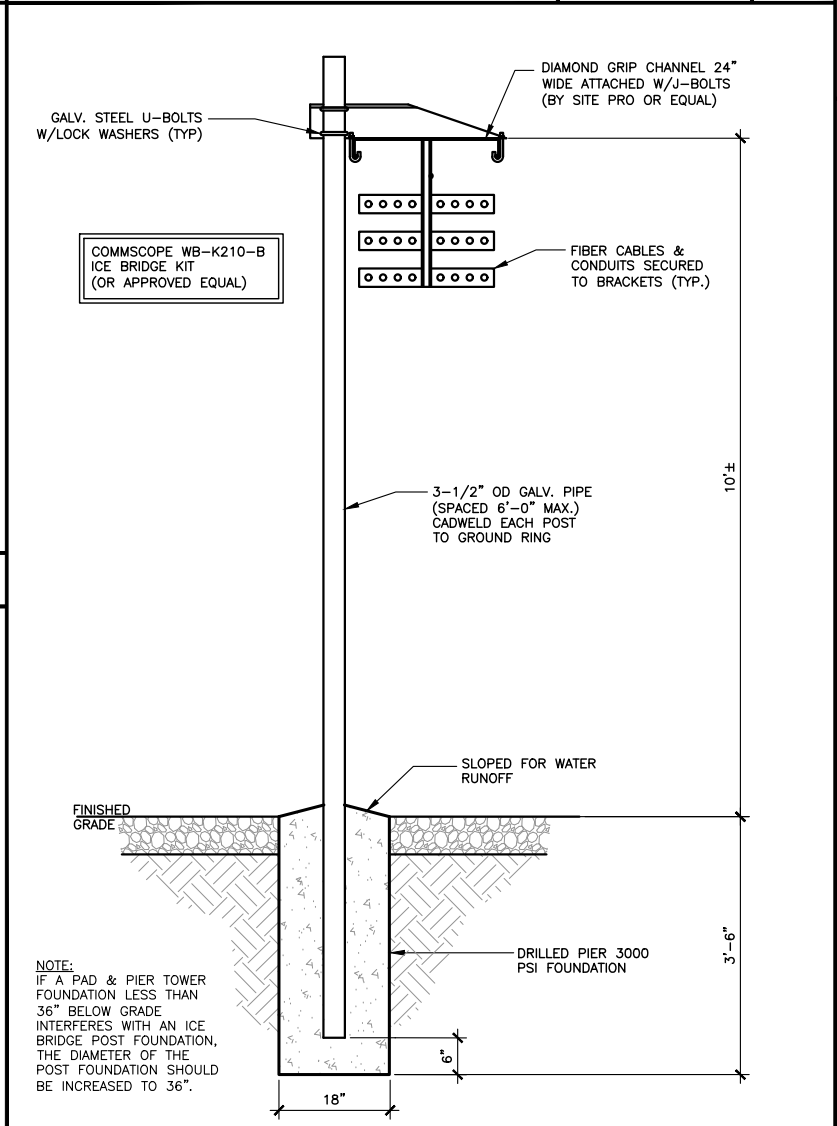 DIAMOND GRIP CHANNEL 24"
WIDE ATTACHED W/J-BOLTS
(BY SITE PRO OR EQUAL)
GALV. STEEL U-BOLTS
W/LOCK WASHERS (TYP)
COMMSCOPE WB-K210-B
ICE BRIDGE KIT
(OR APPROVED EQUAL)
FIBER CABLES &
CONDUITS SECURED
TO BRACKETS (TYP.)
10'±
3-1/2" OD GALV. PIPE
(SPACED 6'-0" MAX.)
CADWELD EACH POST
TO GROUND RING
SLOPED FOR WATER
RUNOFF
FINISHED
GRADE
3'-6"
DRILLED PIER 3000
PSI FOUNDATION
NOTE:
IF A PAD & PIER TOWER
FOUNDATION LESS THAN
36" BELOW GRADE
INTERFERES WITH AN ICE
BRIDGE POST FOUNDATION,
THE DIAMETER OF THE
POST FOUNDATION SHOULD
BE INCREASED TO 36".
6"
18"